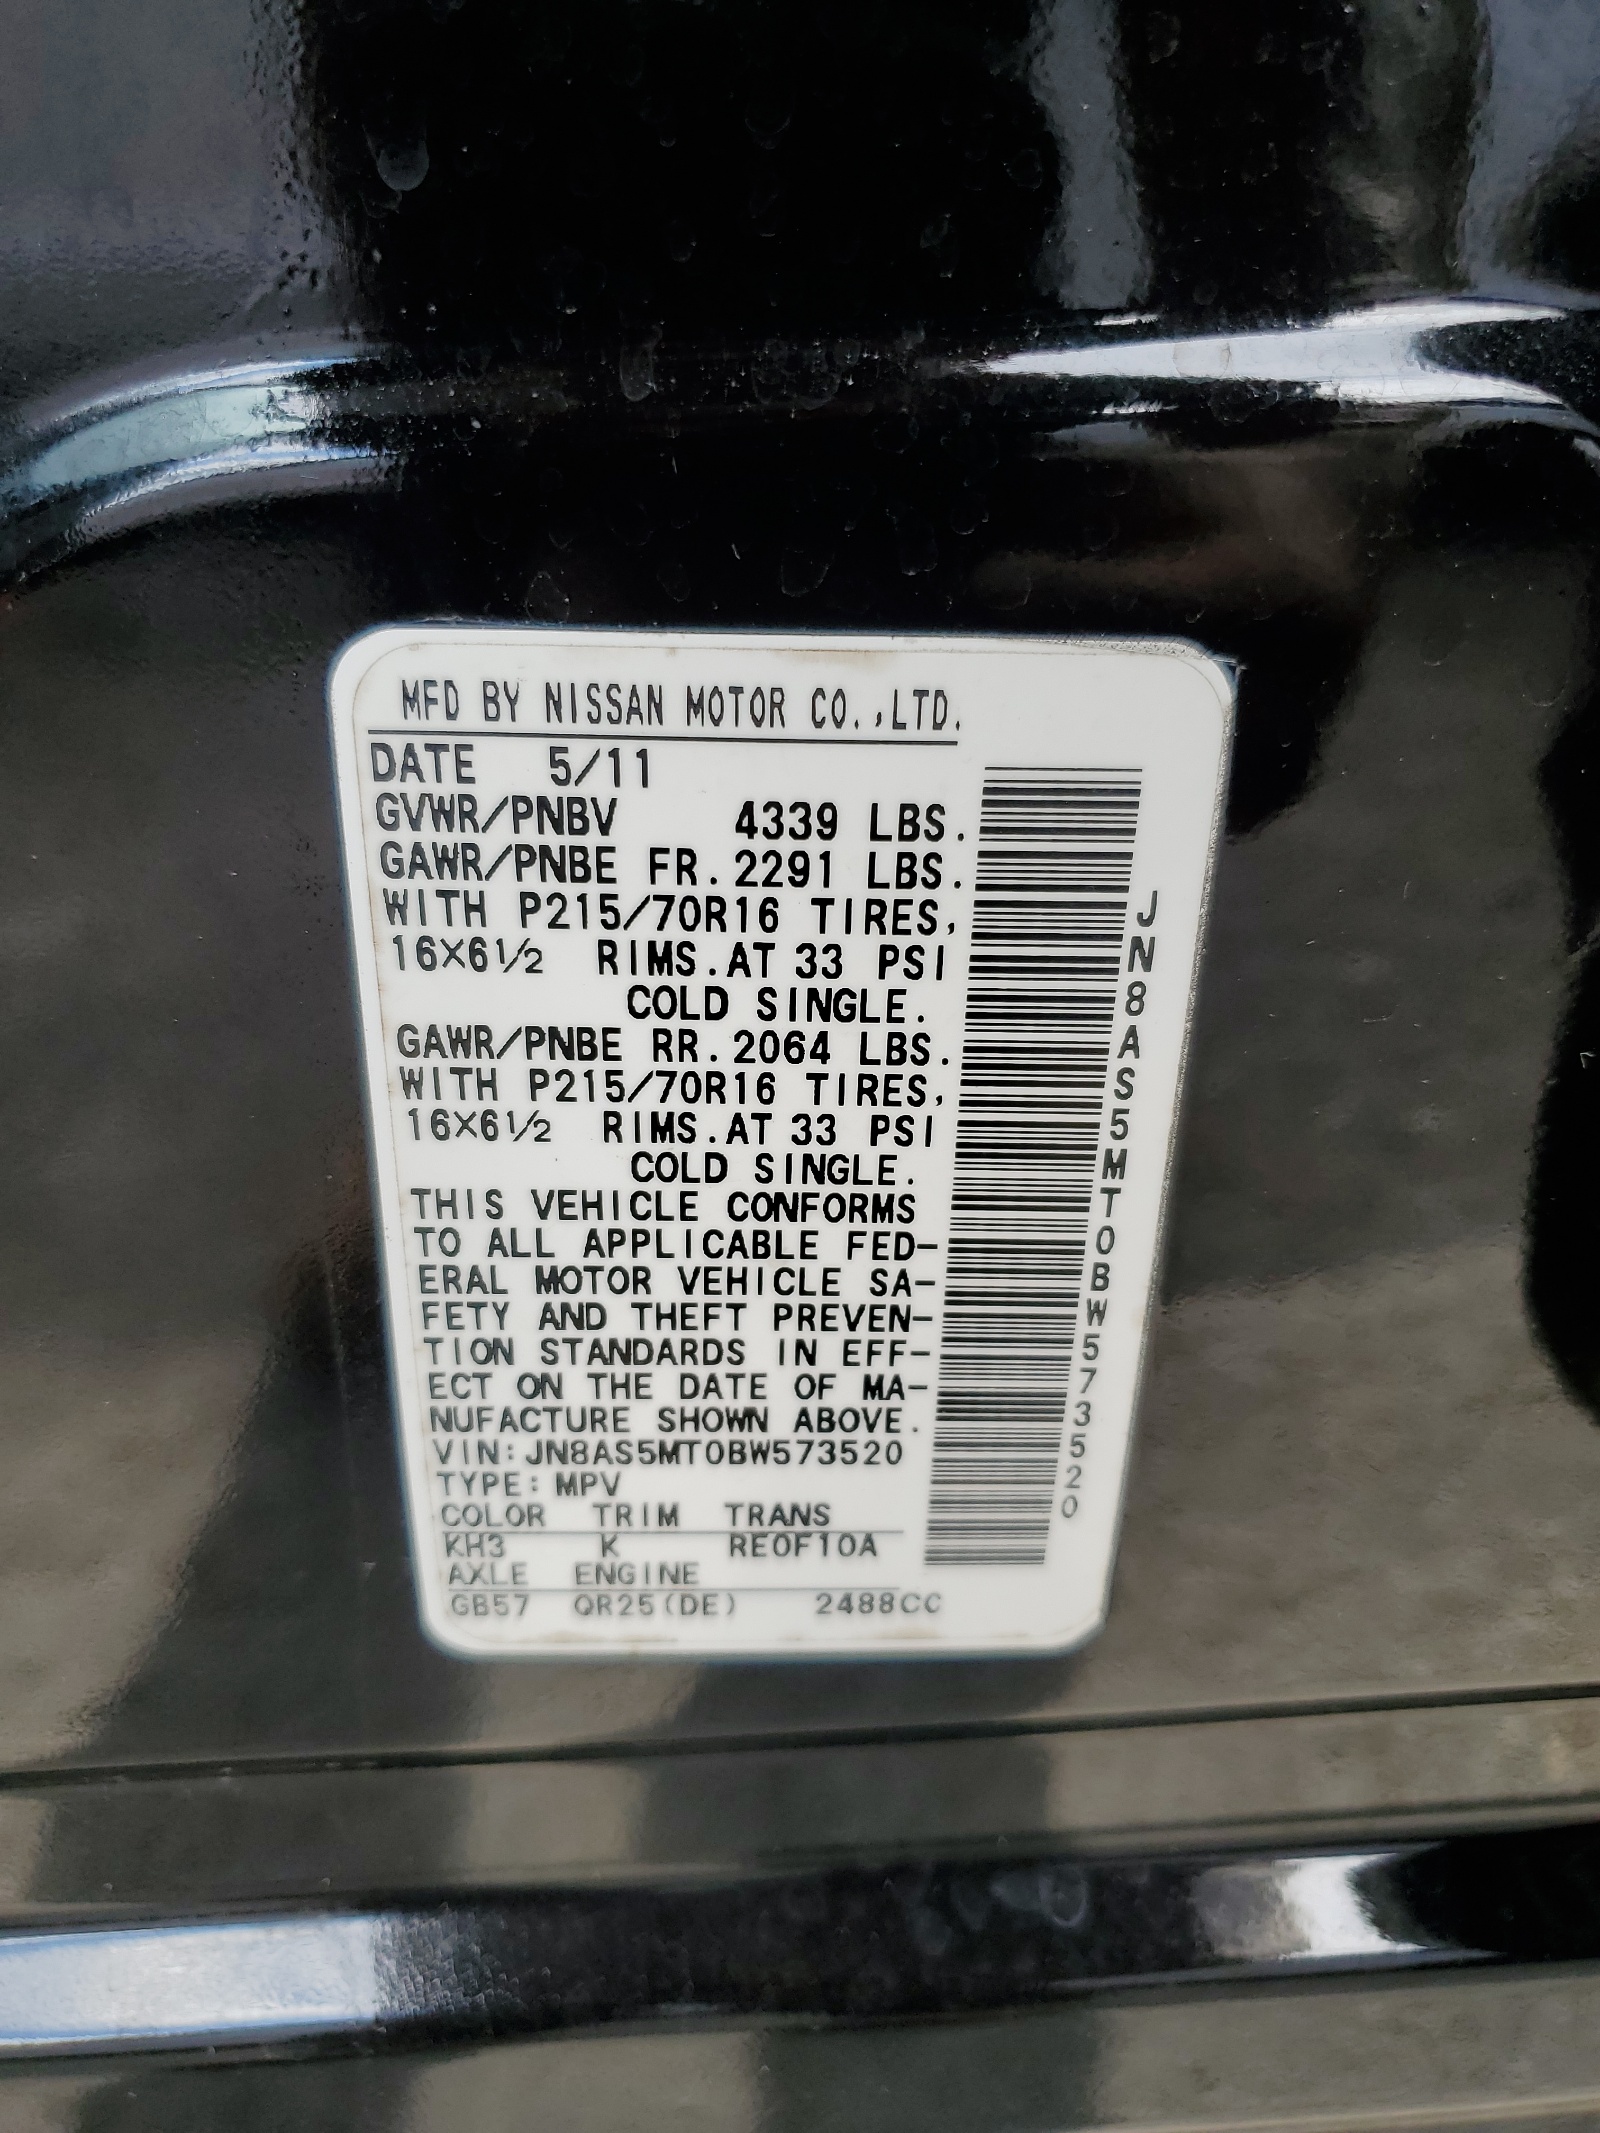 MFD BY NISSAN MOTOR CO.,LTD.
DATE 5/11
GVWR/PNBV 4339 LBS.
GAWR/PNBE FR. 2291 LBS.
WITH P215/70R16 TIRES,
16X6½ RIMS.AT 33 PSI
COLD SINGLE.
GAWR/PNBE RR. 2064 LBS.
WITH P215/70R16 TIRES,
16X6½ RIMS.AT 33 PSI
COLD SINGLE.
THIS VEHICLE CONFORMS
TO ALL APPLICABLE FED-
ERAL MOTOR VEHICLE SA-
FETY AND THEFT PREVEN-
TION STANDARDS IN EFF-
ECT ON THE DATE OF MA-
NUFACTURE SHOWN ABOVE.
VIN:JN8AS5MT0BW573520
TYPE:MPV
COLOR TRIM TRANS
KH3 K RE0F10A
AXLE ENGINE
GB57 QR25(DE) 2488CC
JN8AS5MT0BW573520